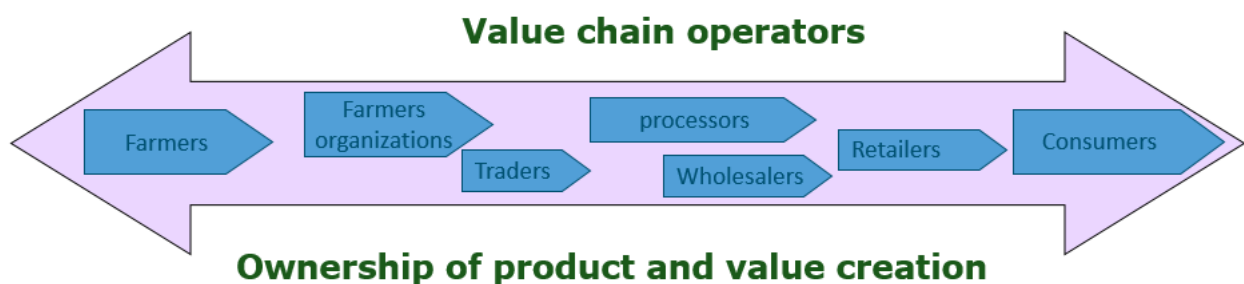 Value chain operators
Farmers
Farmers
organizations
Traders
processors
Wholesalers
Retailers
Consumers
Ownership of product and value creation